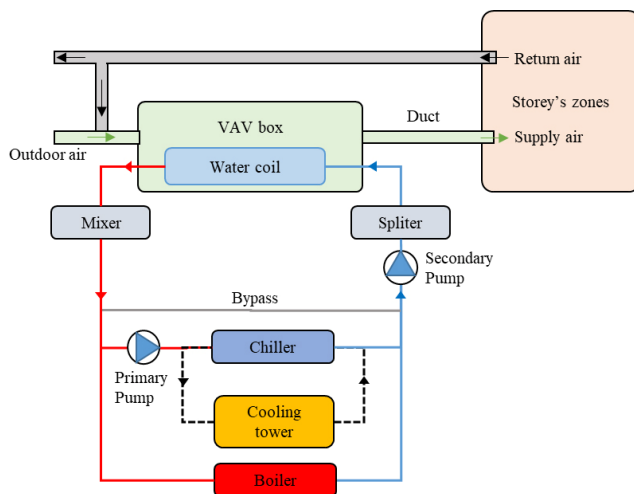 Return air
Storey's zones
VAV box
Duct
Supply air
Outdoor air
Water coil
Mixer
Spliter
Secondary
Pump
Bypass
Chiller
Primary
Pump
Cooling
tower
Boiler